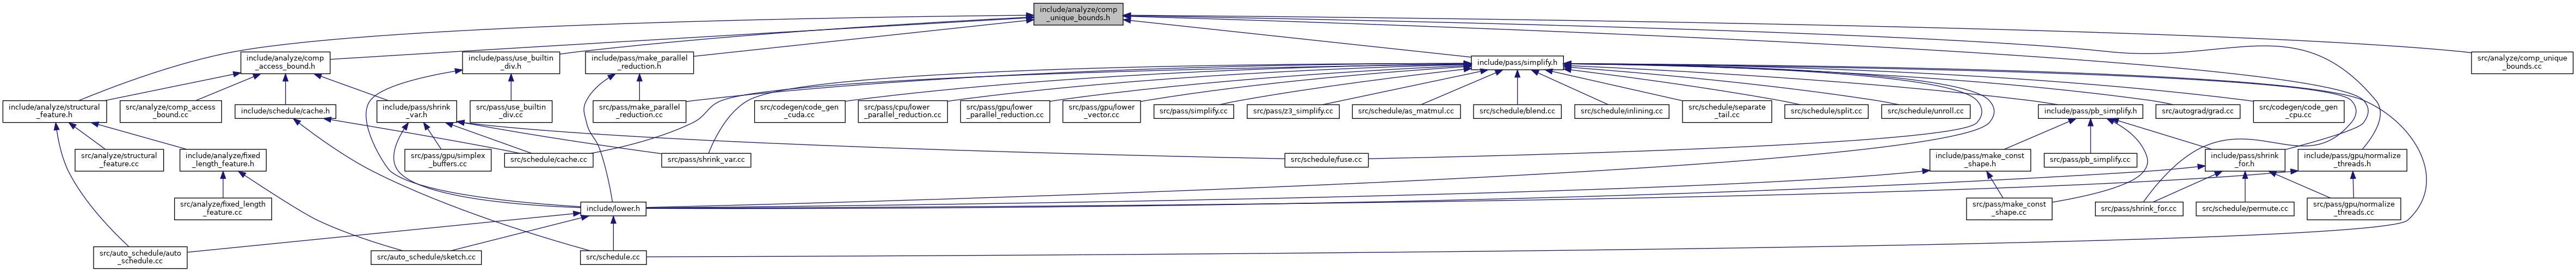 include/analyze/comp
_unique_bounds.h
include/analyze/comp
_access_bound.h
include/pass/use_builtin
_div.h
include/pass/make_parallel
_reduction.h
include/pass/simplify.h
src/analyze/comp_unique
_bounds.cc
include/analyze/structural
_feature.h
src/analyze/comp_access
_bound.cc
include/schedule/cache.h
include/pass/shrink
_var.h
src/pass/use_builtin
_div.cc
src/pass/make_parallel
_reduction.cc
src/codegen/code_gen
_cuda.cc
src/pass/cpu/lower
_parallel_reduction.cc
src/pass/gpu/lower
_parallel_reduction.cc
src/pass/gpu/lower
_vector.cc
src/pass/simplify.cc
src/pass/z3_simplify.cc
src/schedule/as_matmul.cc
src/schedule/blend.cc
src/schedule/inlining.cc
src/schedule/separate
_tail.cc
src/schedule/split.cc
src/schedule/unroll.cc
include/pass/pb_simplify.h
src/autograd/grad.cc
src/codegen/code_gen
_cpu.cc
src/analyze/structural
_feature.cc
include/analyze/fixed
_length_feature.h
src/pass/gpu/simplex
_buffers.cc
src/schedule/cache.cc
src/pass/shrink_var.cc
src/schedule/fuse.cc
include/pass/make_const
_shape.h
src/pass/pb_simplify.cc
include/pass/shrink
_for.h
include/pass/gpu/normalize
_threads.h
src/analyze/fixed_length
_feature.cc
include/lower.h
src/pass/make_const
_shape.cc
src/pass/shrink_for.cc
src/schedule/permute.cc
src/pass/gpu/normalize
_threads.cc
src/auto_schedule/auto
_schedule.cc
src/auto_schedule/sketch.cc
src/schedule.cc